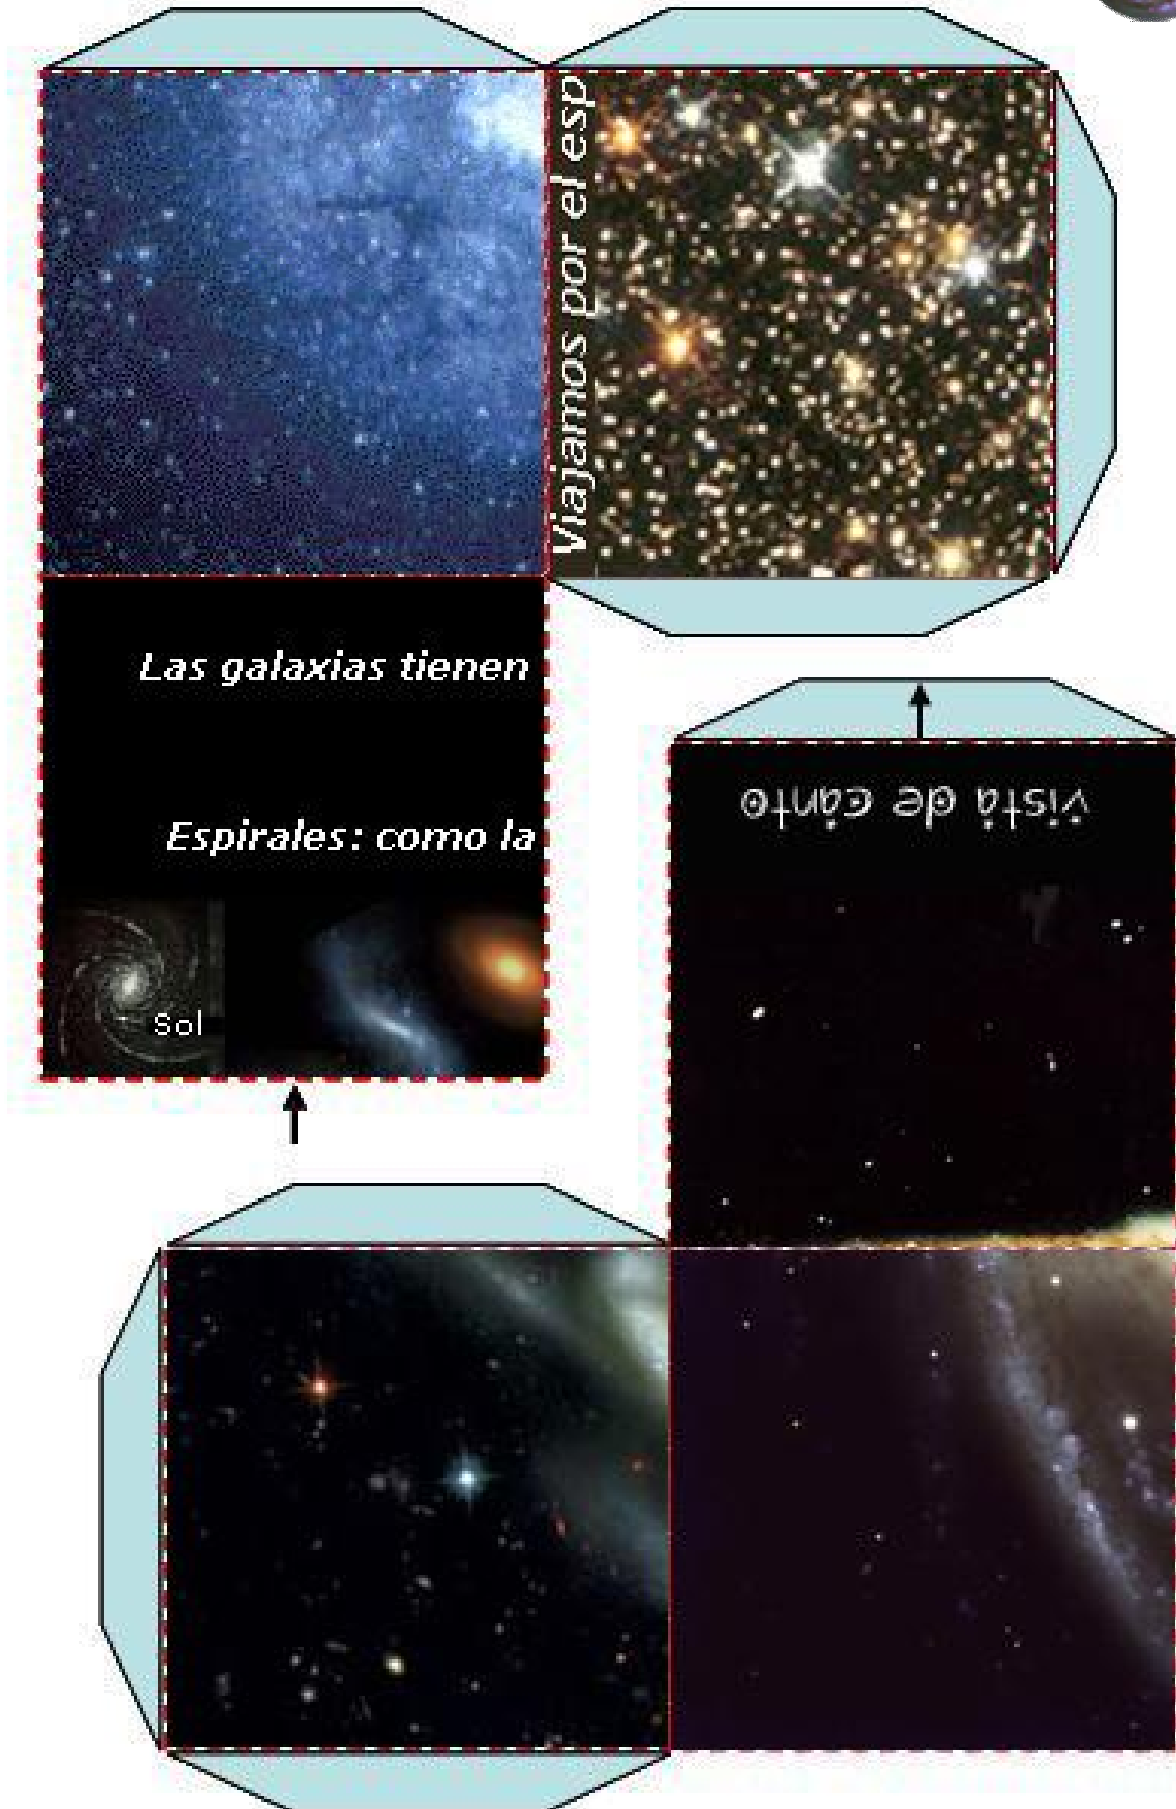 Viajamos por el esp
Las galaxias tienen
Espirales: como la
Sol
vista de canto